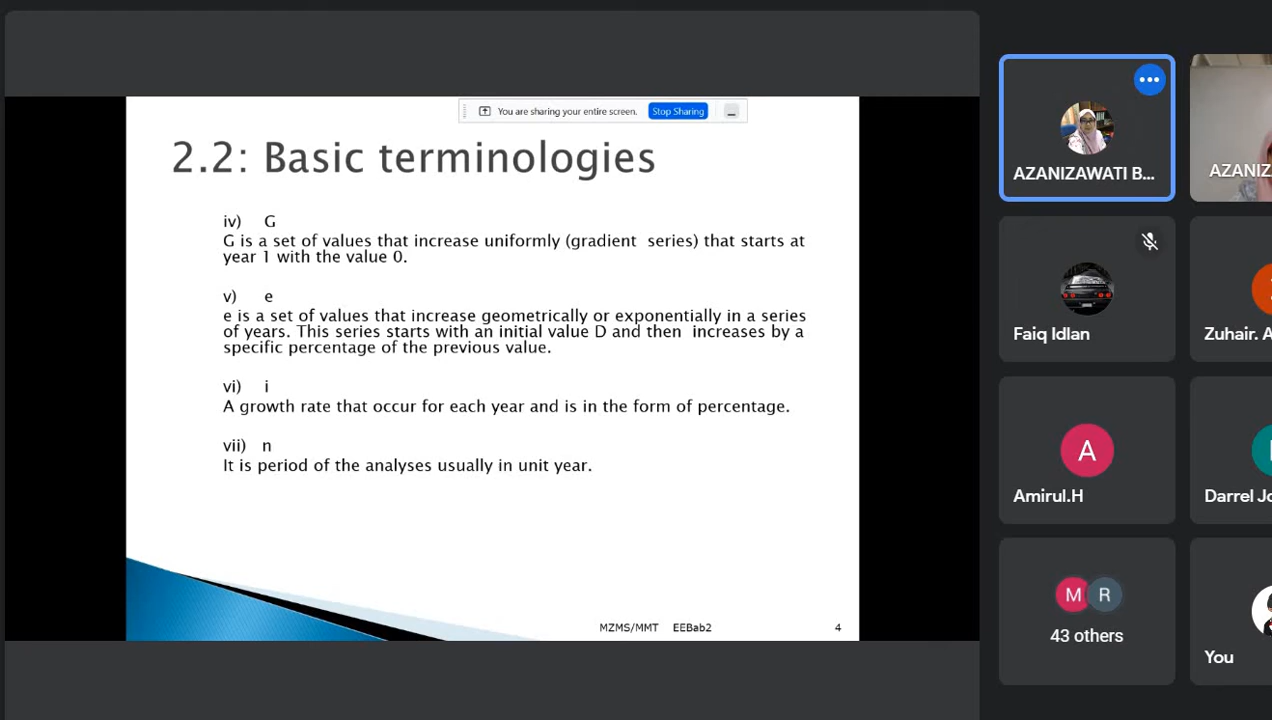 You are sharing your entire screen. Stop Sharing
2.2: Basic terminologies
iv) G
G is a set of values that increase uniformly (gradient series) that starts at
year 1 with the value 0.
v) e
e is a set of values that increase geometrically or exponentially in a series
of years. This series starts with an initial value D and then increases by a
specific percentage of the previous value.
vi) i
A growth rate that occur for each year and is in the form of percentage.
vii) n
It is period of the analyses usually in unit year.
MZMS/MMT EEBab2 4
AZANIZAWATI B...
AZANIZ
Faiq Idlan
Zuhair. A
A
Amirul.H
Darrel Jo
M R
43 others
You